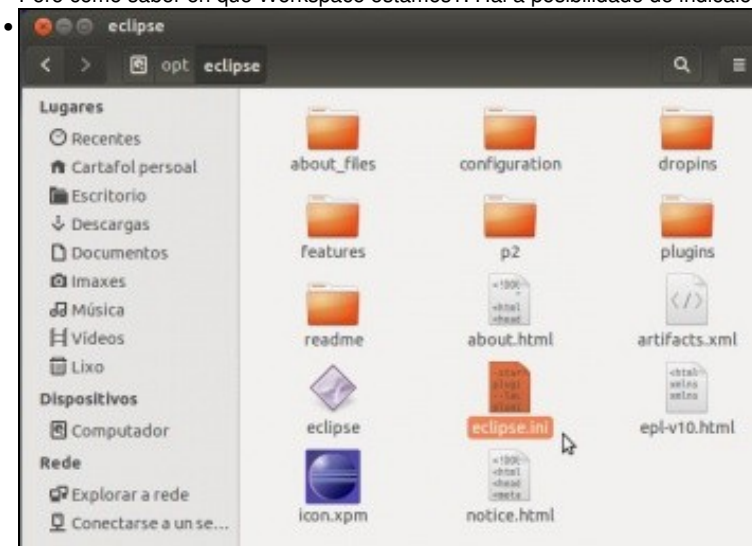 eclipse
opt eclipse
Lugares
Recentes
Cartafol persoal
Escritorio
Descargas
Documentos
Imaxes
Música
Vídeos
Lixo
Dispositivos
Computador
Rede
Explorar a rede
Conectarse a un se...
about_files configuration dropins
features p2 plugins
readme about.html artifacts.xml
eclipse eclipse.ini epl-v10.html
icon.xpm notice.html